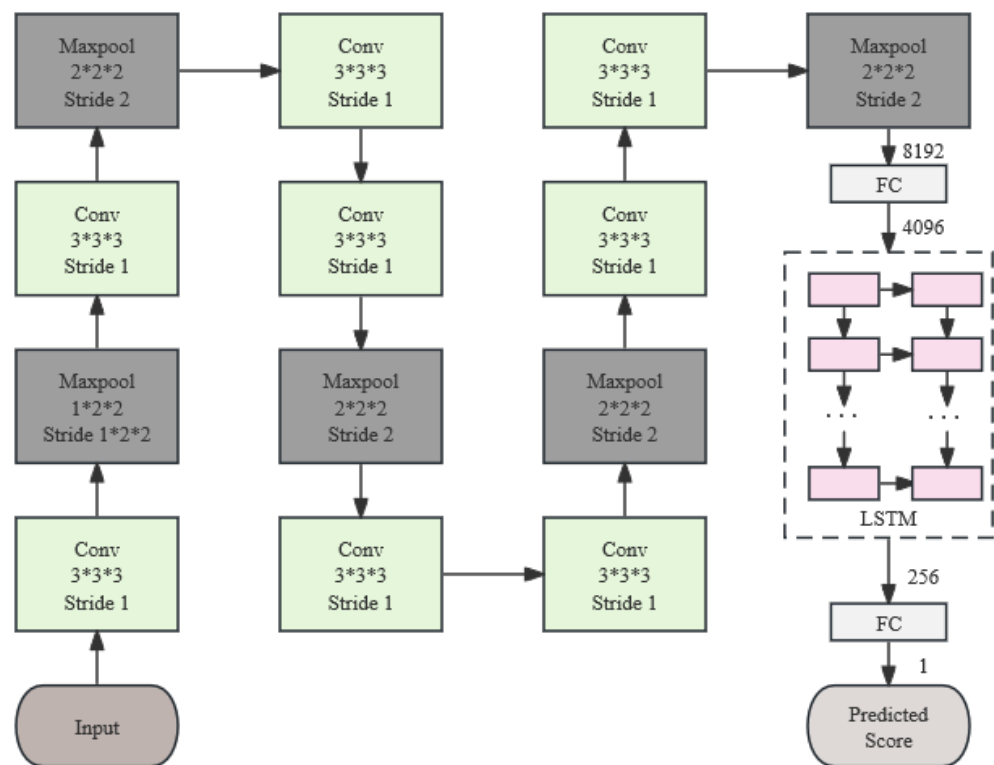 Input
Conv
3*3*3
Stride 1
Maxpool
1*2*2
Stride 1*2*2
Conv
3*3*3
Stride 1
Maxpool
2*2*2
Stride 2
Conv
3*3*3
Stride 1
Conv
3*3*3
Stride 1
Maxpool
2*2*2
Stride 2
Conv
3*3*3
Stride 1
Conv
3*3*3
Stride 1
Maxpool
2*2*2
Stride 2
Conv
3*3*3
Stride 1
Conv
3*3*3
Stride 1
Maxpool
2*2*2
Stride 2
8192
FC
4096
... ...
LSTM
256
FC
1
Predicted
Score